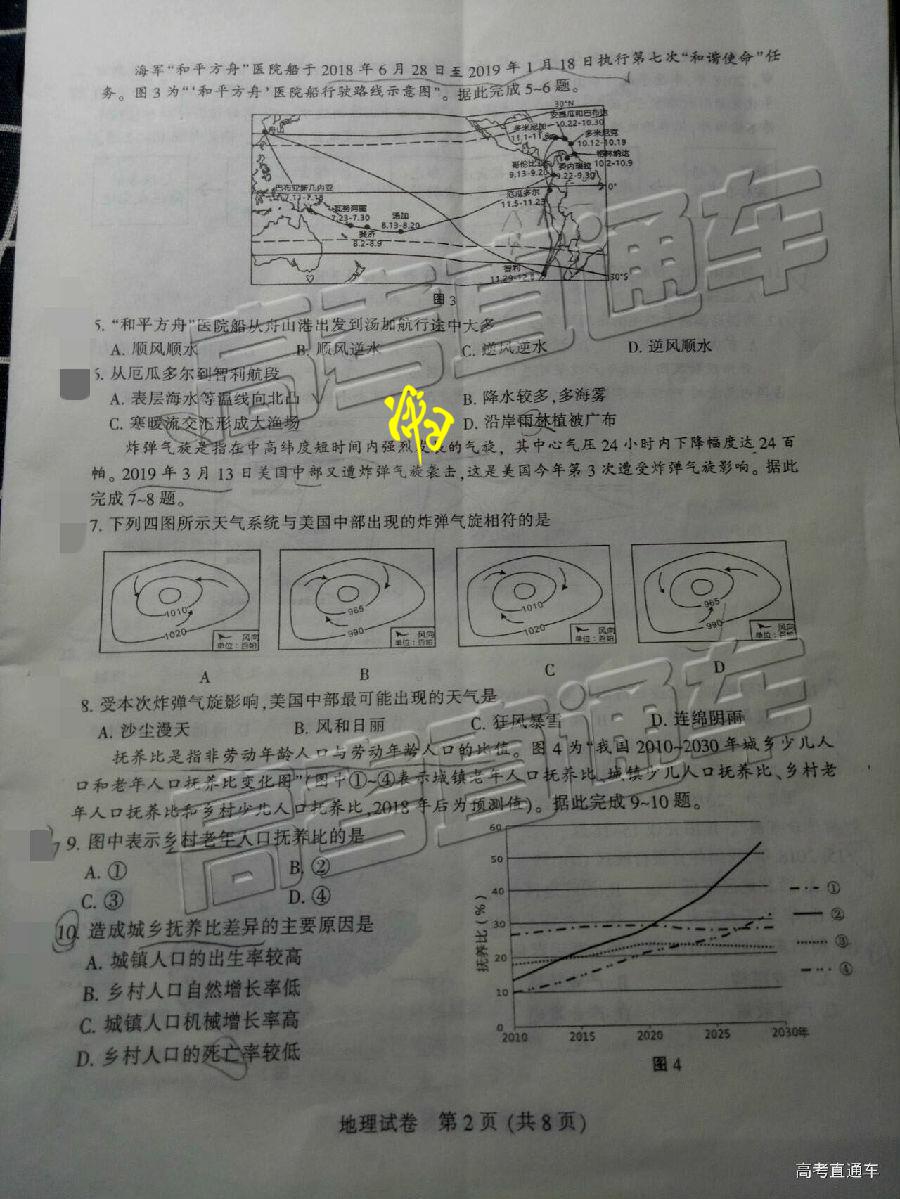 海军“和平方舟”医院船于2018年6月28日至2019年1月18日执行第七次“和谐使命”任
务。图3为“‘和平方舟’医院船行驶路线示意图”。据此完成5~6题。
30°N
安提瓜和巴布达
10.22-10.30
多米尼加
11.1-11.
多米尼克
10.12-10.19
格林纳达
10.2-10.9
哥伦比亚
9.13-9.2
委内瑞拉
9.22-9.30
0°
厄瓜多尔
11.5-11.23
巴布亚新几内亚
瓦努阿图
7.23-7.30
汤加
8.13-8.20
斐济
8.2-8.9
智利
30°S
图3
5. “和平方舟”医院船从舟山港出发到汤加航行途中大多
A. 顺风顺水 B. 顺风逆水 C. 逆风逆水 D. 逆风顺水
6. 从厄瓜多尔到智利航段
A. 表层海水等温线向北凸 B. 降水较多,多海雾
C. 寒暖流交汇形成大渔场 D. 沿岸雨林植被广布
炸弹气旋是指在中高纬度短时间内强烈发展的气旋，其中心气压24小时内下降幅度达24百
帕。2019年3月13日美国中部又遭炸弹气旋袭击,这是美国今年第3次遭受炸弹气旋影响。据此
完成7~8题。
7. 下列四图所示天气系统与美国中部出现的炸弹气旋相符的是
1010 965 1010 965
1020 990 1020 990
风向 风向 风向 风向
单位：百帕 单位：百帕 单位：百帕 单位：百帕
A B C D
8. 受本次炸弹气旋影响,美国中部最可能出现的天气是
A. 沙尘漫天 B. 风和日丽 C. 狂风暴雪 D. 连绵阴雨
抚养比是指非劳动年龄人口与劳动年龄人口的比值。图4为“我国2010~2030年城乡少儿人
口和老年人口抚养比变化图”(图中①~④表示城镇老年人口抚养比、城镇少儿人口抚养比、乡村老
年人口抚养比和乡村少儿人口抚养比,2018年后为预测值)。据此完成9~10题。
9. 图中表示乡村老年人口抚养比的是
A. ① B. ②
C. ③ D. ④
10. 造成城乡抚养比差异的主要原因是
A. 城镇人口的出生率较高
B. 乡村人口自然增长率低
C. 城镇人口机械增长率高
D. 乡村人口的死亡率较低
抚养比(%)
60
50
40
30
20
10
0
2010 2015 2020 2025 2030年
①
②
③
④
图4
地理试卷 第2页(共8页)
高考直通车
高考直通车
高考直通车